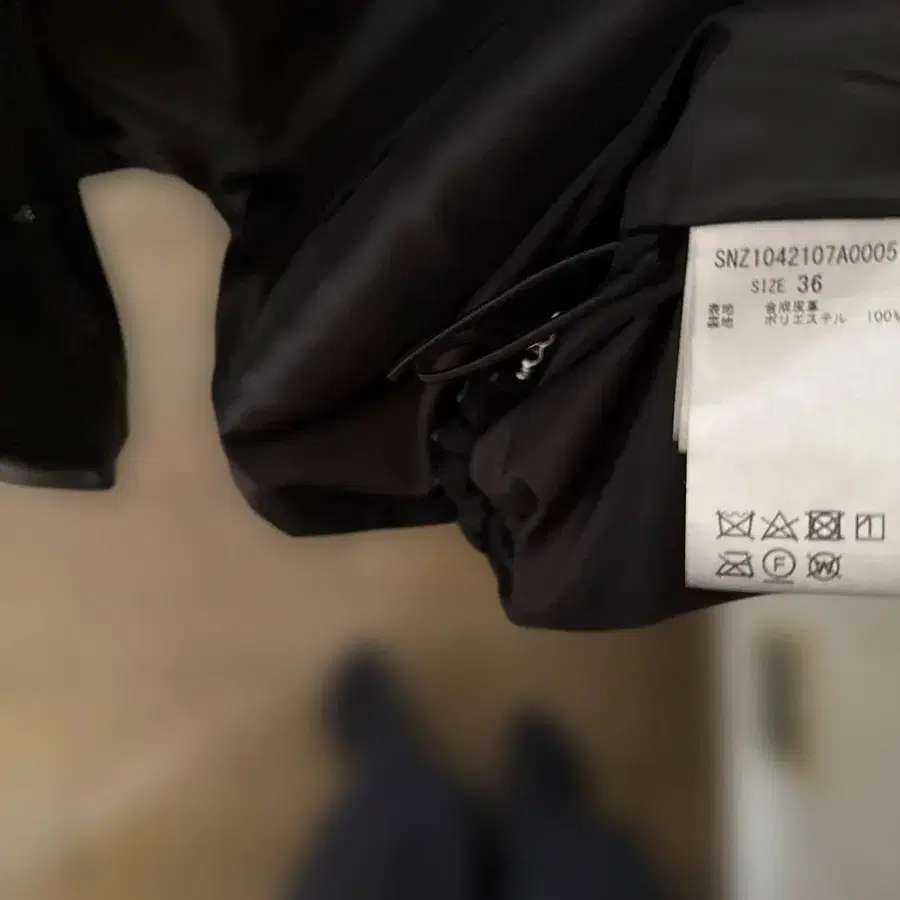 SNZ1042107A0005
SIZE 36
表地 合成皮革
裏地 ポリエステル 100%
F
W